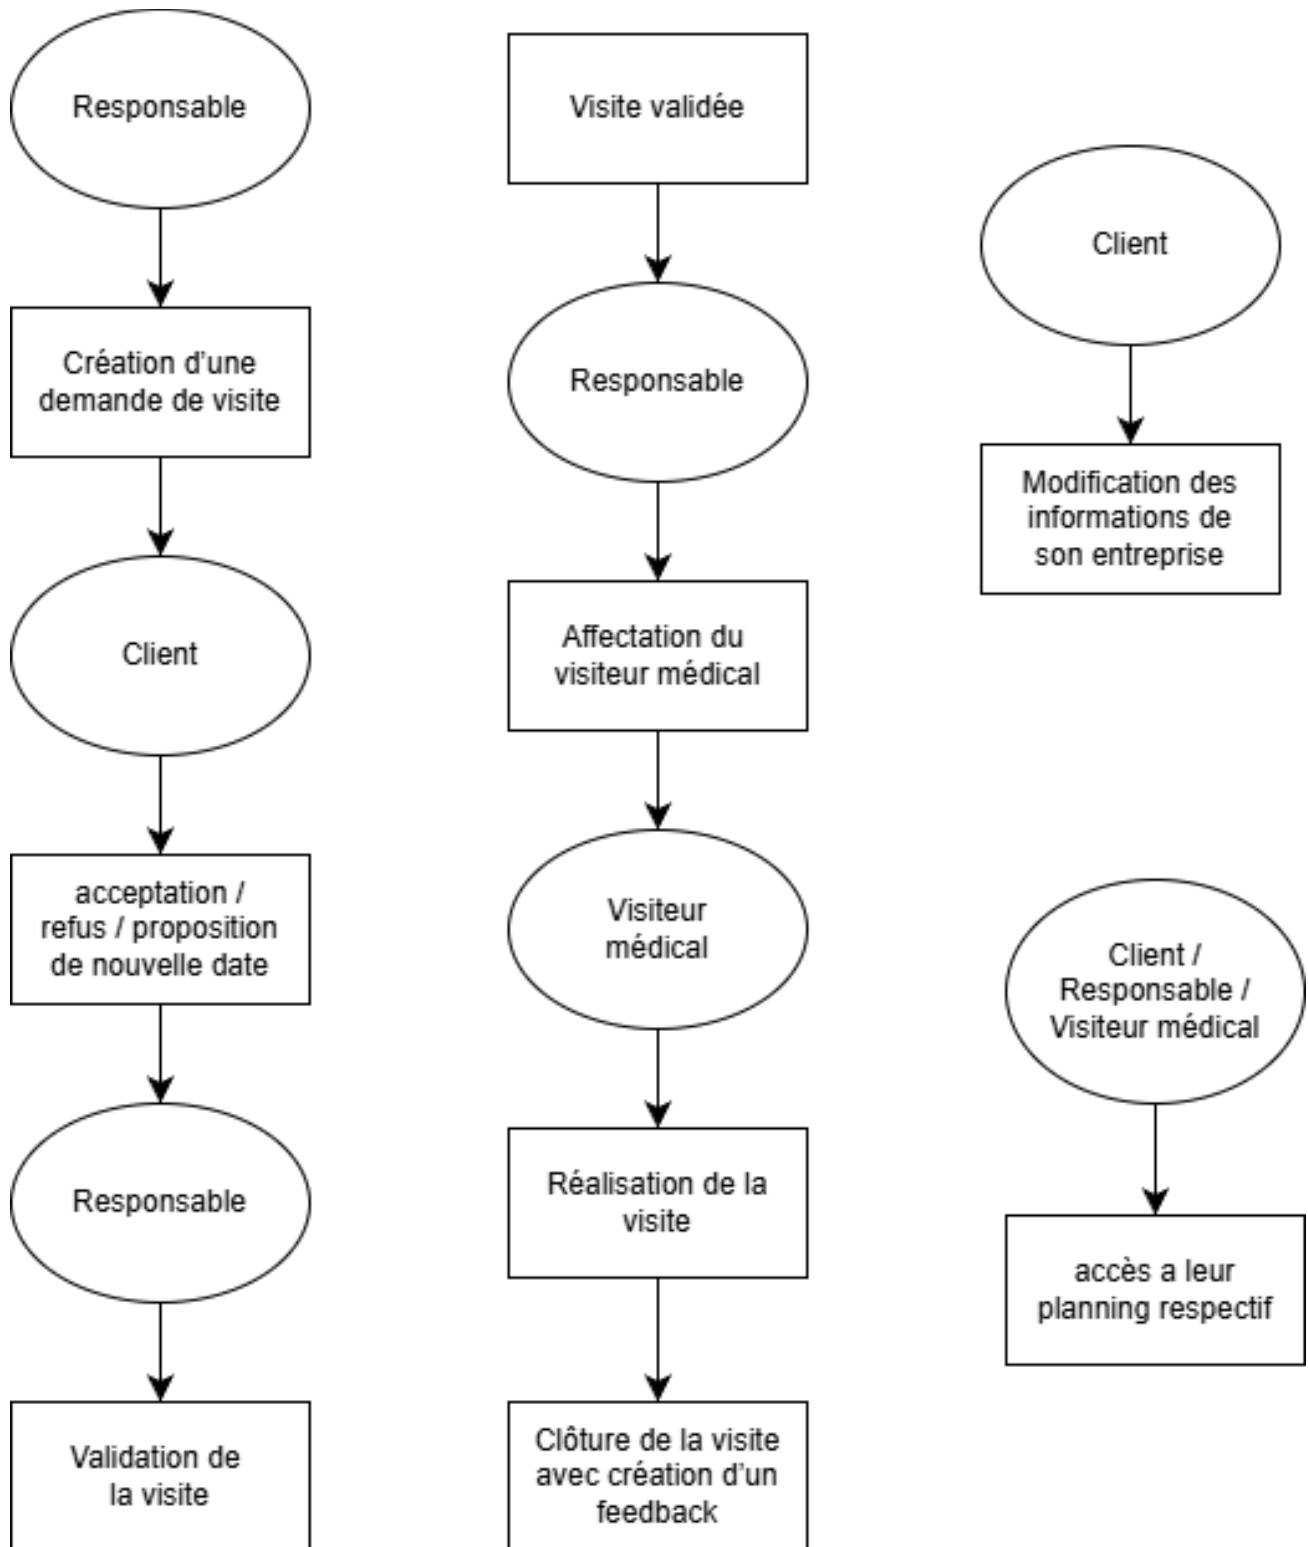 Responsable
Création d'une
demande de visite
Client
acceptation /
refus / proposition
de nouvelle date
Responsable
Validation de
la visite
Visite validée
Responsable
Affectation du
visiteur médical
Visiteur
médical
Réalisation de la
visite
Clôture de la visite
avec création d'un
feedback
Client
Modification des
informations de
son entreprise
Client /
Responsable /
Visiteur médical
accès a leur
planning respectif